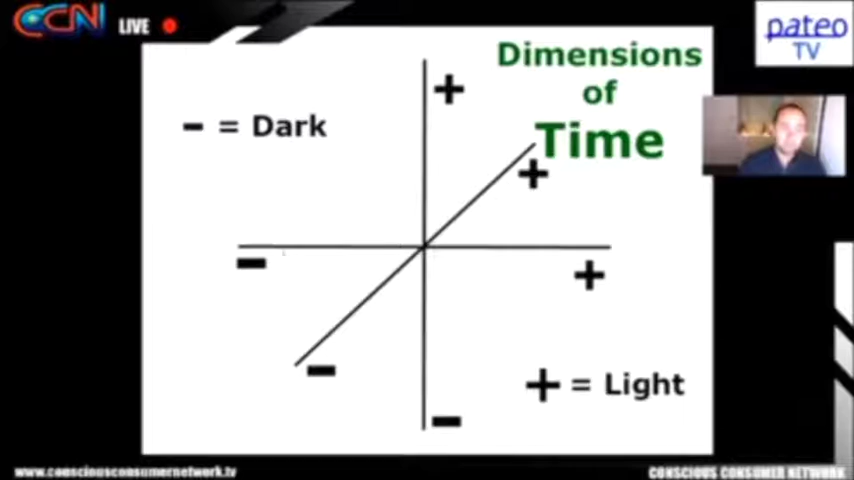 CCN LIVE
pateo
TV
Dimensions
of
Time
+
- = Dark
+
-
+
-
+ = Light
-
www.consciousconsumernetwork.tv
CONSCIOUS CONSUMER NETWORK